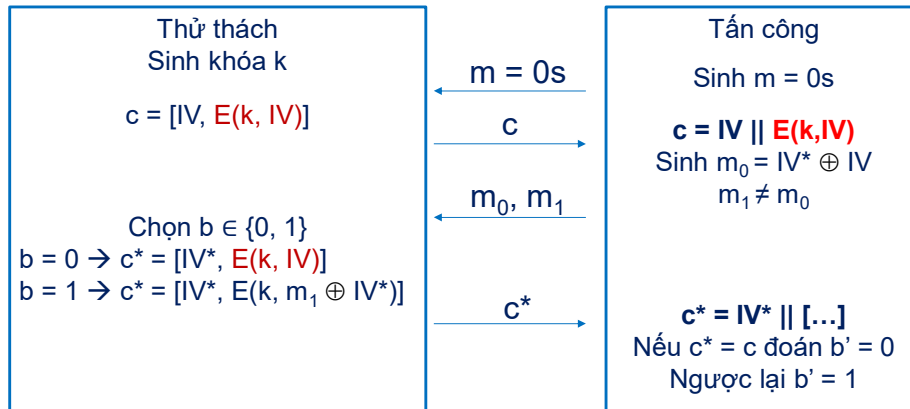 Thử thách
Sinh khóa k
c = [IV, E(k, IV)]
Chọn b ∈ {0, 1}
b = 0 → c* = [IV*, E(k, IV)]
b = 1 → c* = [IV*, E(k, m₁ ⊕ IV*)]
m = 0s
c
m₀, m₁
c*
Tấn công
Sinh m = 0s
c = IV || E(k,IV)
Sinh m₀ = IV* ⊕ IV
m₁ ≠ m₀
c* = IV* || […]
Nếu c* = c đoán b’ = 0
Ngược lại b’ = 1